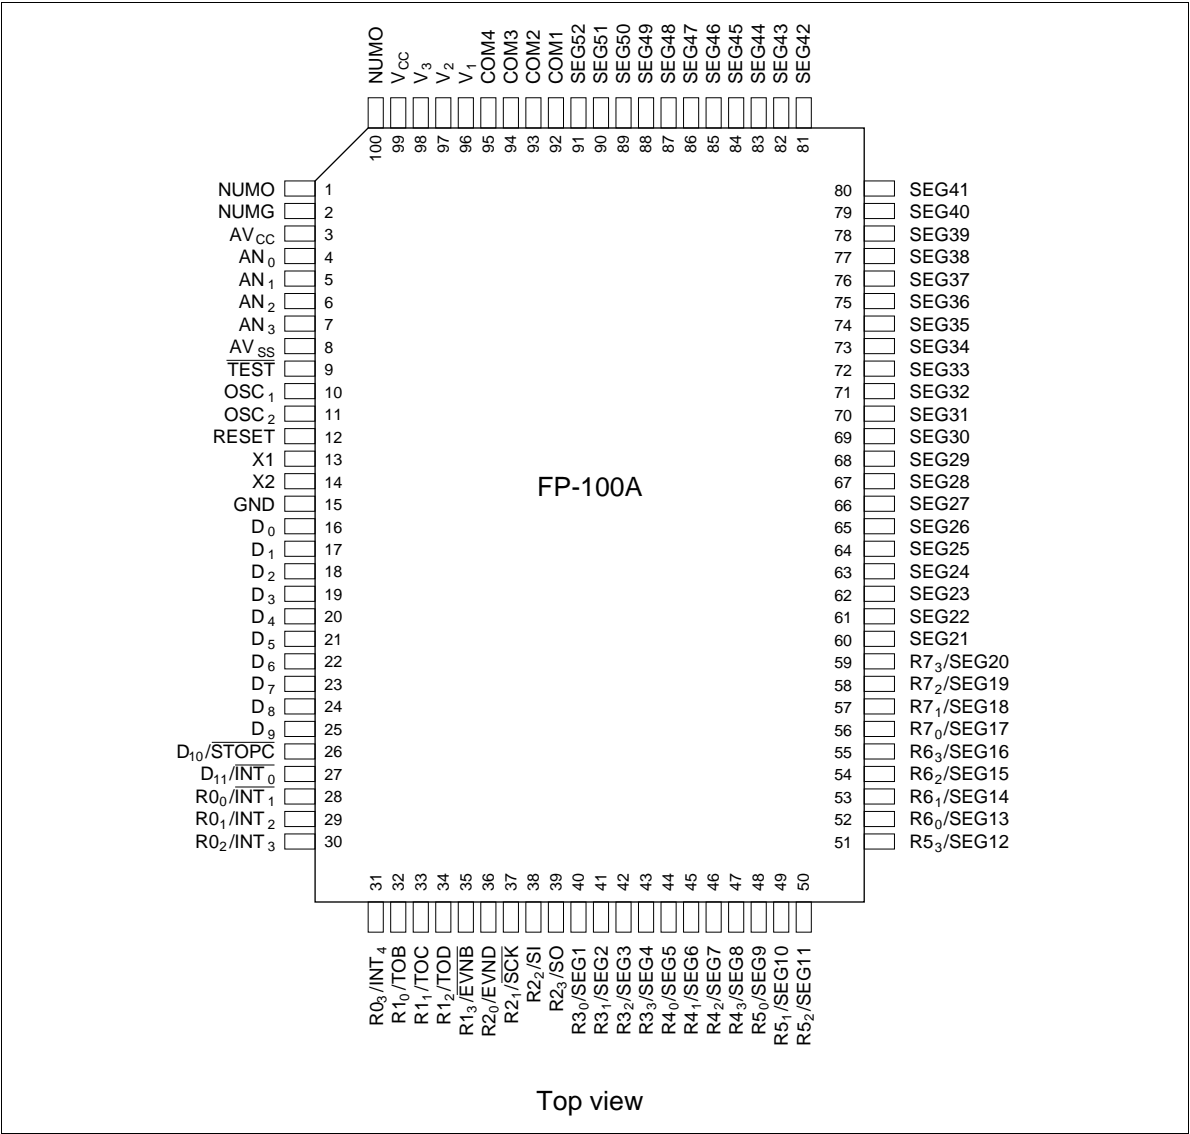 NUMO
V CC
V 3
V 2
V 1
COM4
COM3
COM2
COM1
SEG52
SEG51
SEG50
SEG49
SEG48
SEG47
SEG46
SEG45
SEG44
SEG43
SEG42
100 99 98 97 96 95 94 93 92 91 90 89 88 87 86 85 84 83 82 81
NUMO 1 80 SEG41
NUMG 2 79 SEG40
AVCC 3 78 SEG39
AN0 4 77 SEG38
AN1 5 76 SEG37
AN2 6 75 SEG36
AN3 7 74 SEG35
AVSS 8 73 SEG34
TEST 9 72 SEG33
OSC1 10 71 SEG32
OSC2 11 70 SEG31
RESET 12 69 SEG30
X1 13 68 SEG29
X2 14 67 SEG28
GND 15 66 SEG27
FP-100A
D0 16 65 SEG26
D1 17 64 SEG25
D2 18 63 SEG24
D3 19 62 SEG23
D4 20 61 SEG22
D5 21 60 SEG21
D6 22 59 R73/SEG20
D7 23 58 R72/SEG19
D8 24 57 R71/SEG18
D9 25 56 R70/SEG17
D10/STOPC 26 55 R63/SEG16
D11/INT0 27 54 R62/SEG15
R00/INT1 28 53 R61/SEG14
R01/INT2 29 52 R60/SEG13
R02/INT3 30 51 R53/SEG12
31 32 33 34 35 36 37 38 39 40 41 42 43 44 45 46 47 48 49 50
R03/INT4
R10/TOB
R11/TOC
R12/TOD
R13/EVNB
R20/EVND
R21/SCK
R22/SI
R23/SO
R30/SEG1
R31/SEG2
R32/SEG3
R33/SEG4
R40/SEG5
R41/SEG6
R42/SEG7
R43/SEG8
R50/SEG9
R51/SEG10
R52/SEG11
Top view